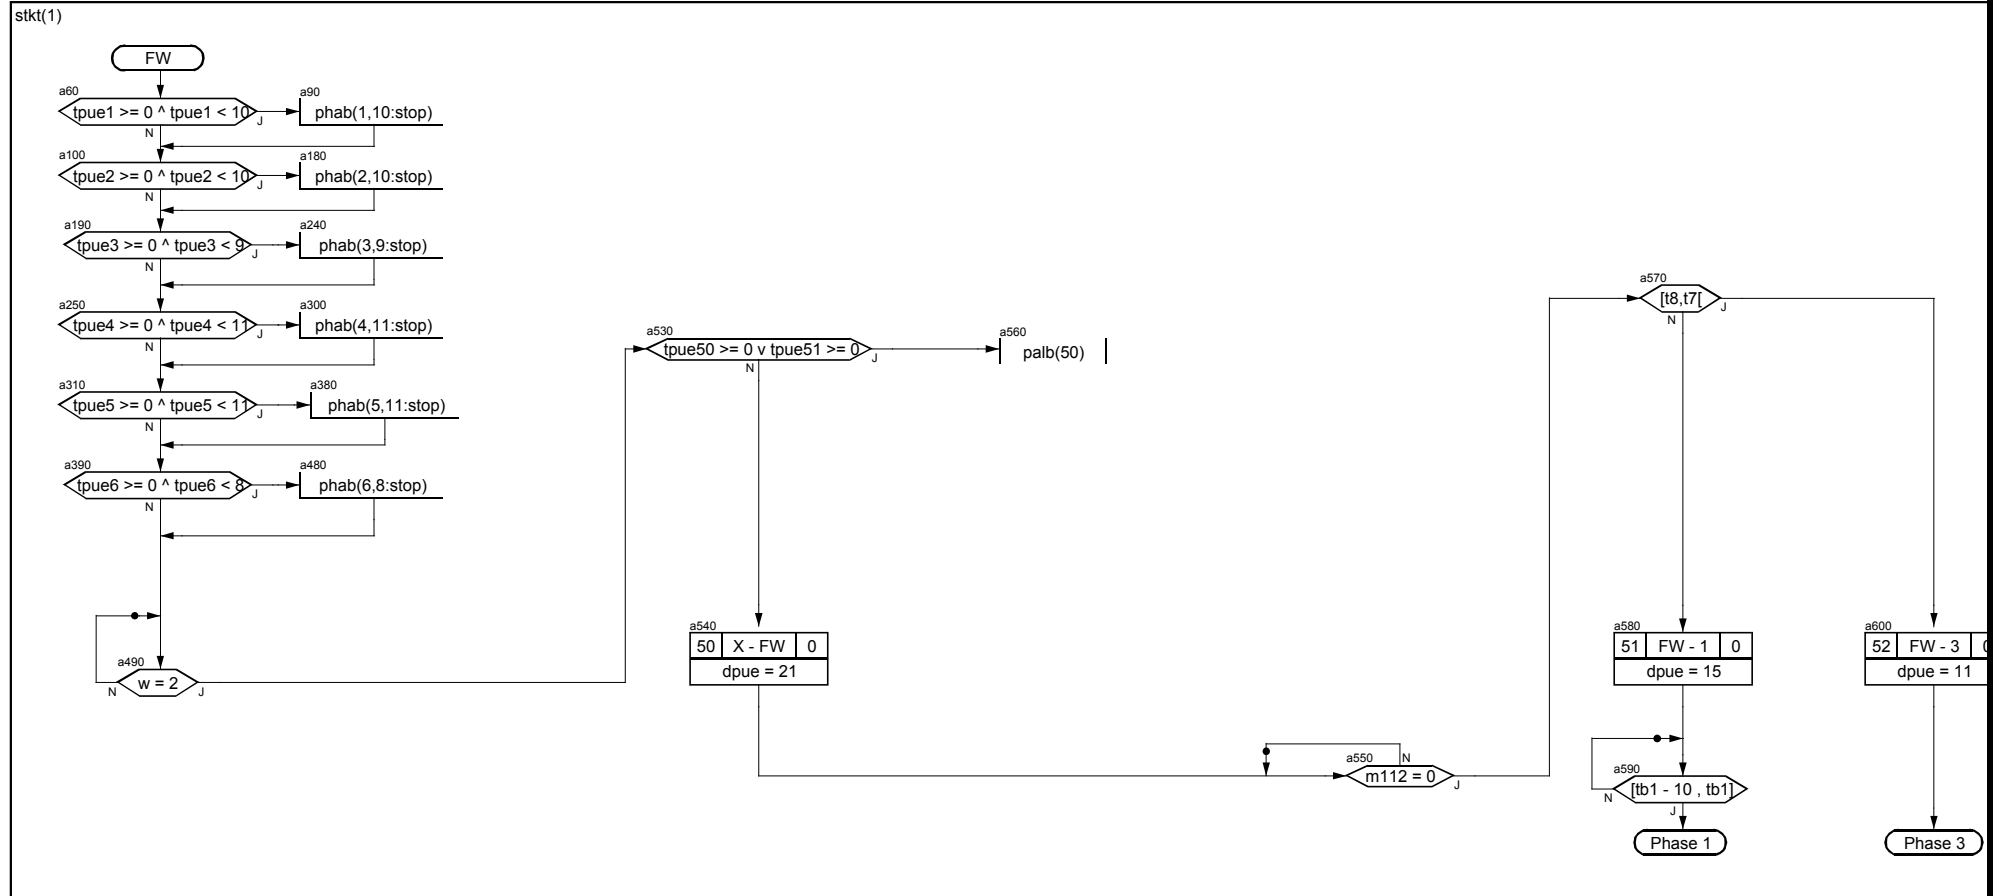 stkt(1)
FW
a60
tpue1 >= 0 ^ tpue1 < 10
J
N
a90
phab(1,10:stop)
a100
tpue2 >= 0 ^ tpue2 < 10
J
N
a180
phab(2,10:stop)
a190
tpue3 >= 0 ^ tpue3 < 9
J
N
a240
phab(3,9:stop)
a250
tpue4 >= 0 ^ tpue4 < 11
J
N
a300
phab(4,11:stop)
a310
tpue5 >= 0 ^ tpue5 < 11
J
N
a380
phab(5,11:stop)
a390
tpue6 >= 0 ^ tpue6 < 8
J
N
a480
phab(6,8:stop)
a490
w = 2
N
J
a530
tpue50 >= 0 v tpue51 >= 0
J
N
a560
palb(50)
a540
50 X - FW 0
dpue = 21
a550
N
m112 = 0
J
a570
[t8,t7[
J
N
a580
51 FW - 1 0
dpue = 15
a590
[tb1 - 10 , tb1]
N
J
Phase 1
a600
52 FW - 3
dpue = 11
Phase 3